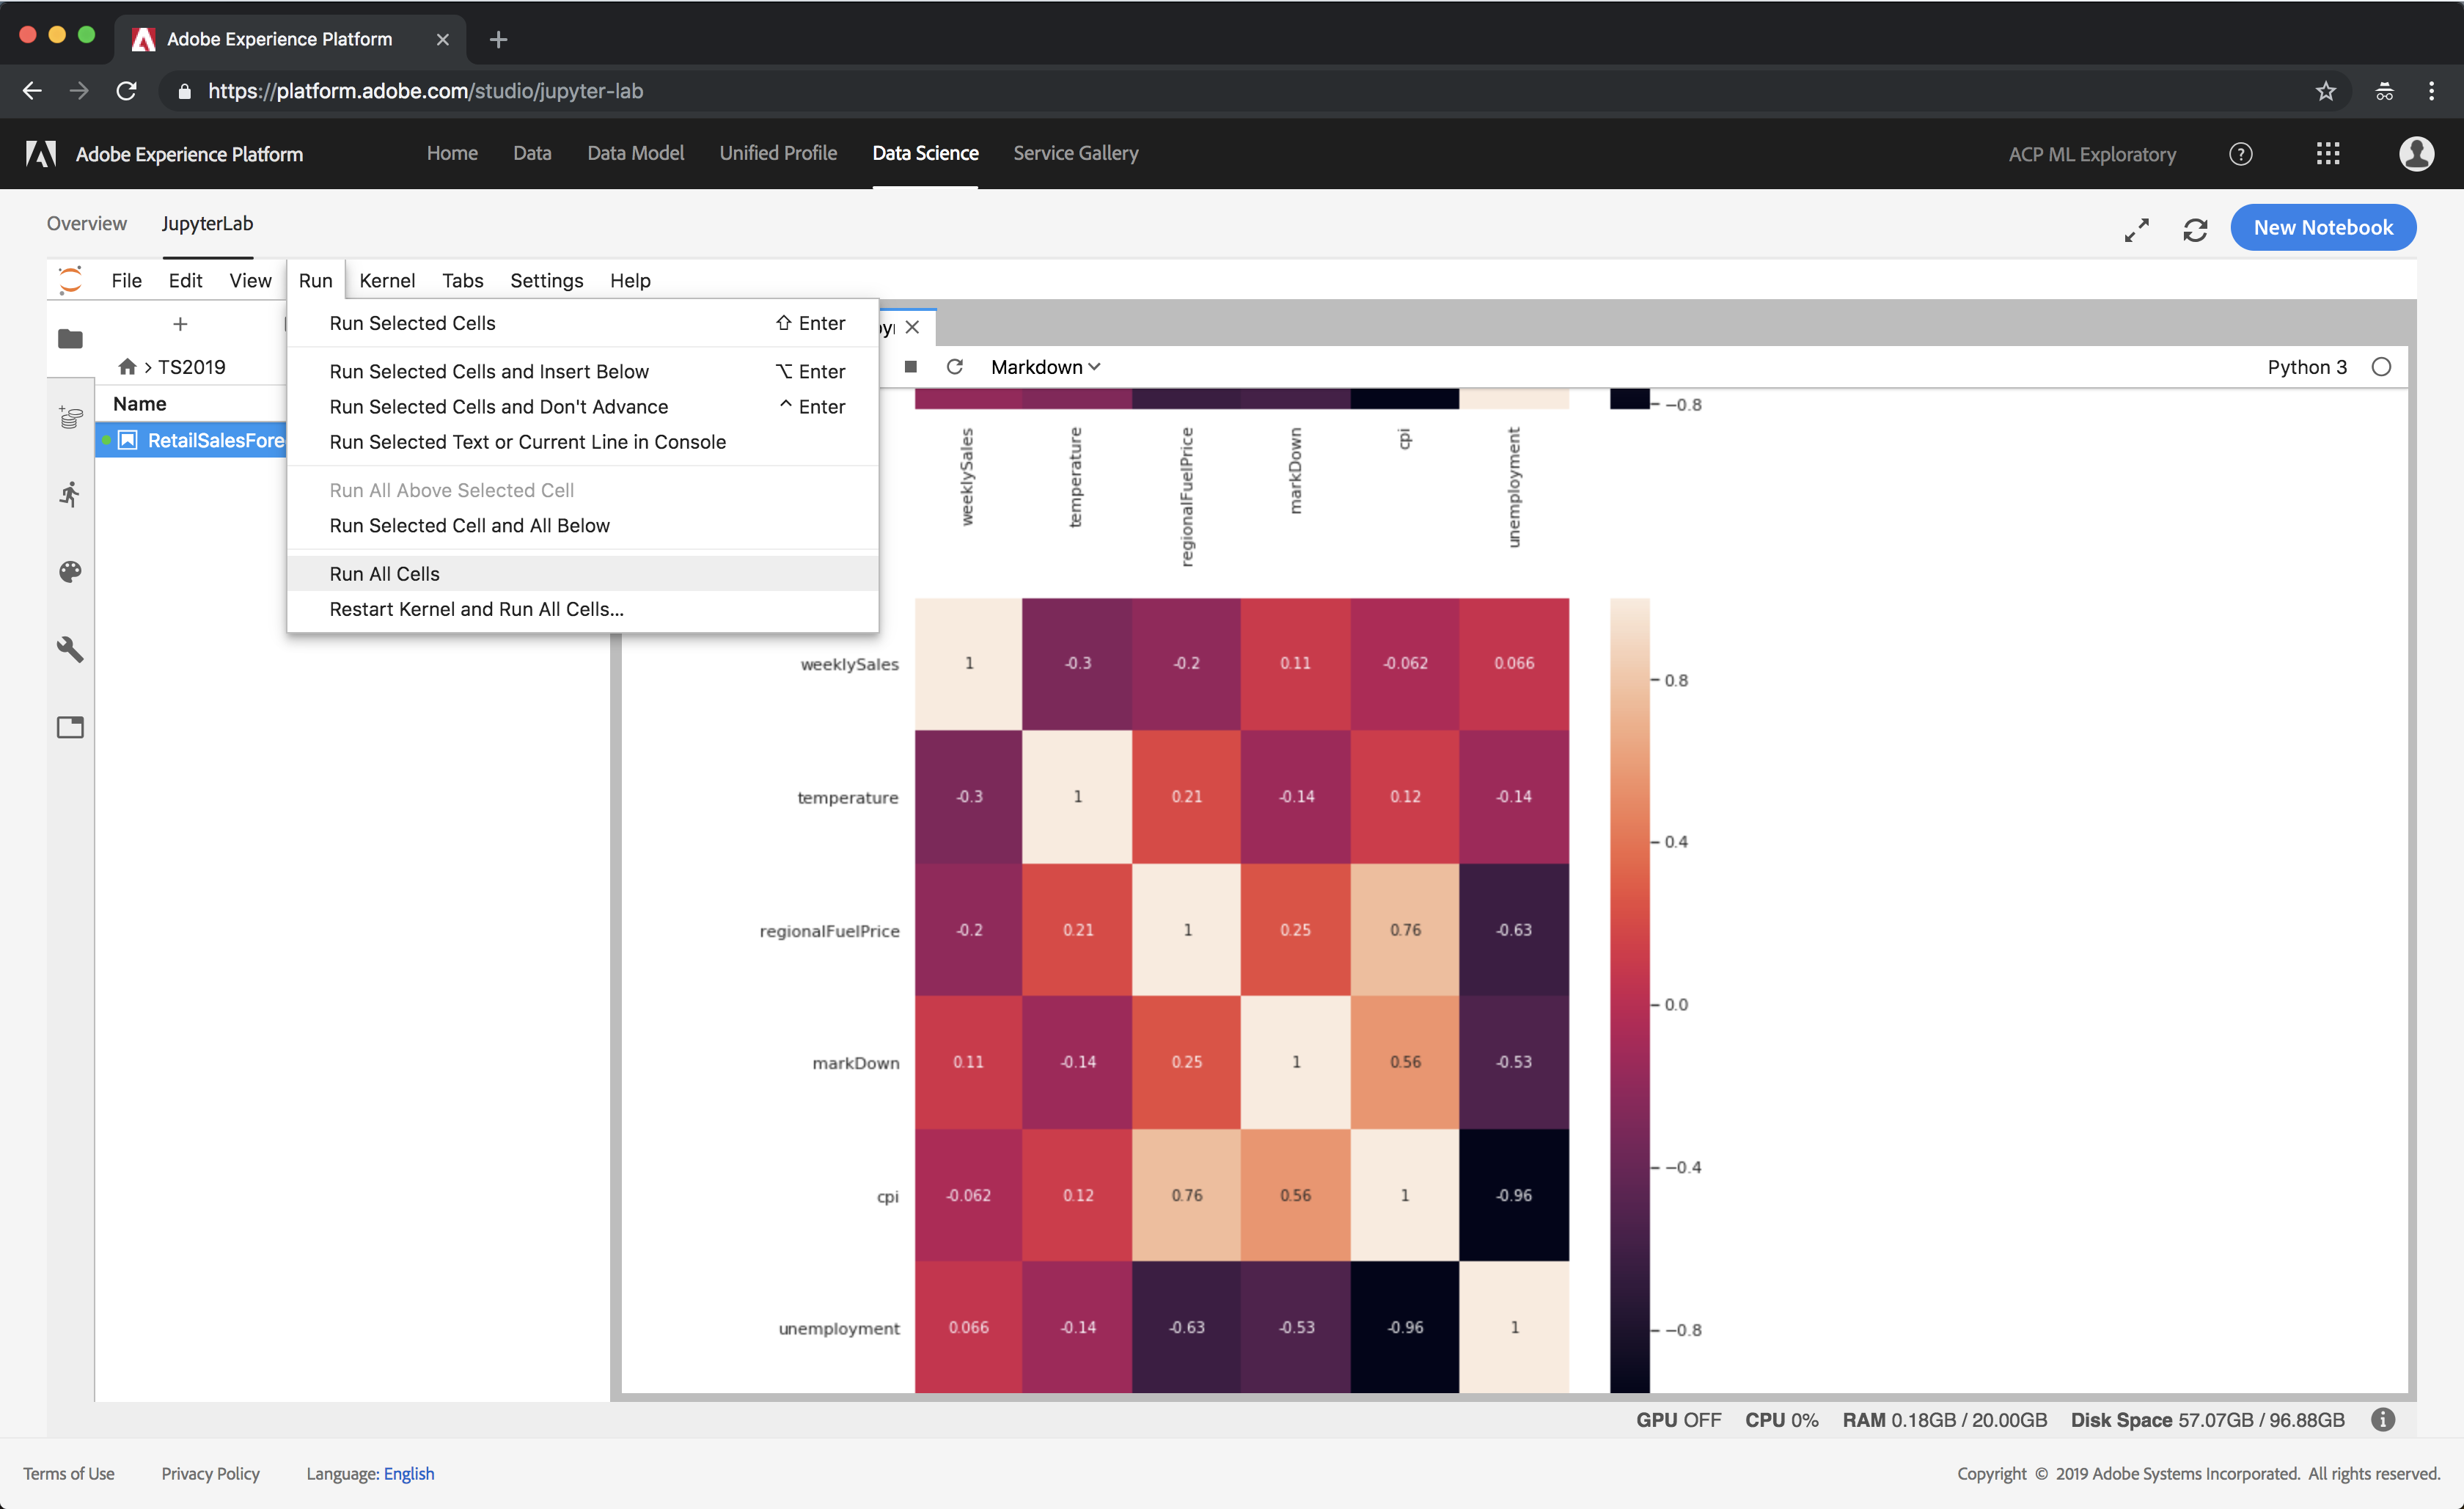 Adobe Experience Platform
https://platform.adobe.com/studio/jupyter-lab
Adobe Experience Platform Home Data Data Model Unified Profile Data Science Service Gallery ACP ML Exploratory
Overview JupyterLab New Notebook
File Edit View Run Kernel Tabs Settings Help
Run Selected Cells ⇧ Enter
Run Selected Cells and Insert Below ⌥ Enter
Run Selected Cells and Don't Advance ^ Enter
Run Selected Text or Current Line in Console
Run All Above Selected Cell
Run Selected Cell and All Below
Run All Cells
Restart Kernel and Run All Cells...
TS2019
Name
RetailSalesFore
Markdown Python 3
−0.8
weeklySales temperature regionalFuelPrice markDown cpi unemployment
weeklySales 1 -0.3 -0.2 0.11 -0.062 0.066
temperature -0.3 1 0.21 -0.14 0.12 -0.14
regionalFuelPrice -0.2 0.21 1 0.25 0.76 -0.63
markDown 0.11 -0.14 0.25 1 0.56 -0.53
cpi -0.062 0.12 0.76 0.56 1 -0.96
unemployment 0.066 -0.14 -0.63 -0.53 -0.96 1
0.8
0.4
0.0
−0.4
−0.8
GPU OFF CPU 0% RAM 0.18GB / 20.00GB Disk Space 57.07GB / 96.88GB
Terms of Use Privacy Policy Language: English Copyright © 2019 Adobe Systems Incorporated. All rights reserved.